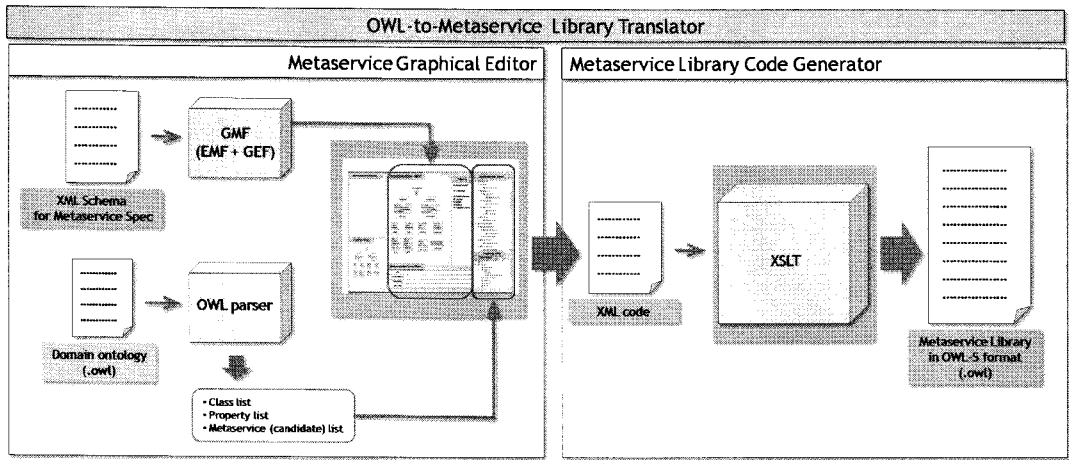 OWL-to-Metaservice Library Translator
Metaservice Graphical Editor
Metaservice Library Code Generator
GMF
(EMF + GEF)
XML Schema
for Metaservice Spec
OWL parser
Domain ontology
(.owl)
• Class list
• Property list
• Metaservice (candidate) list
XML code
XSLT
Metaservice Library
in OWL-S format
(.owl)